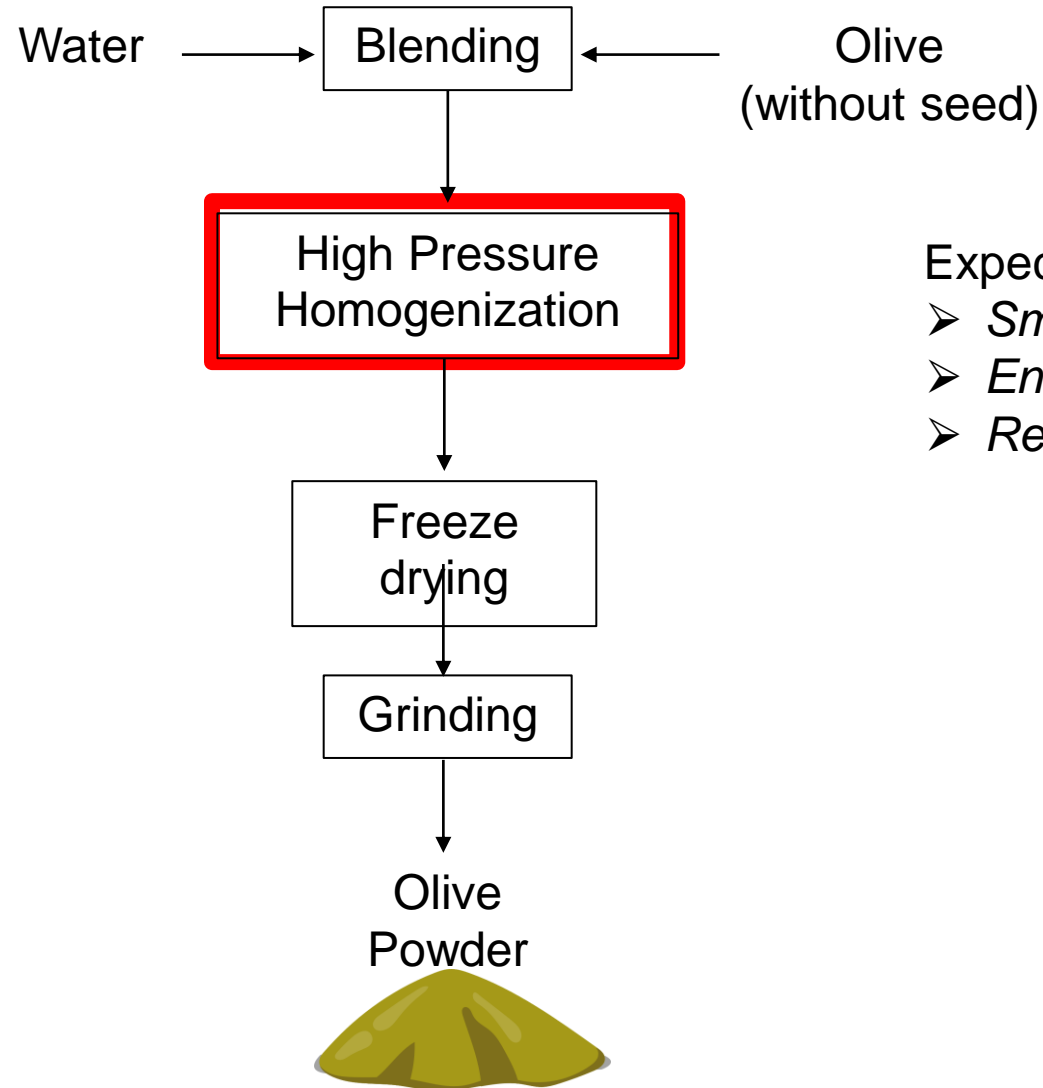 Water
Blending
Olive
(without seed)
High Pressure
Homogenization
Freeze
drying
Grinding
Olive
Powder